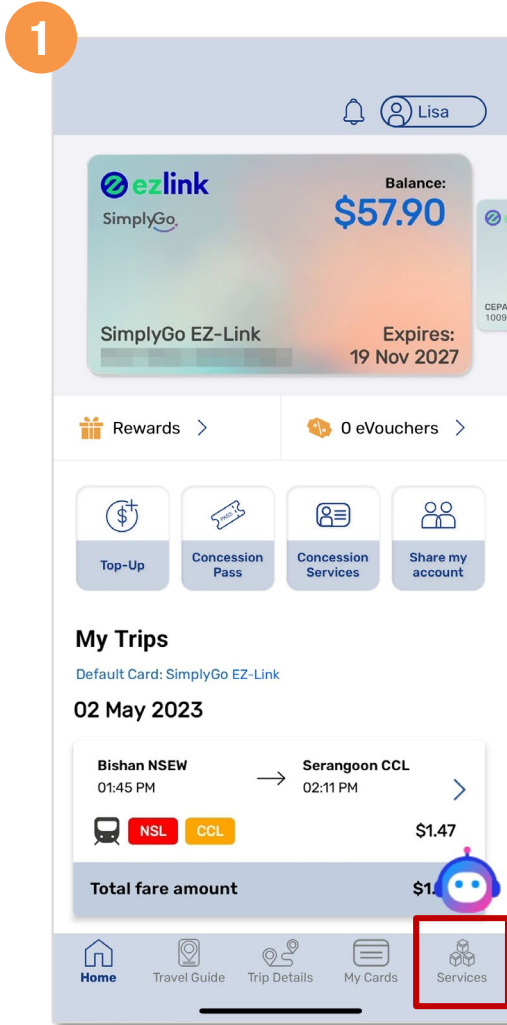 1
Lisa
ezlink
SimplyGo
Balance:
$57.90
SimplyGo EZ-Link
Expires:
19 Nov 2027
CEPA
1009
Rewards >
0 eVouchers >
Top-Up
Concession Pass
Concession Services
Share my account
My Trips
Default Card: SimplyGo EZ-Link
02 May 2023
Bishan NSEW → Serangoon CCL
01:45 PM 02:11 PM
NSL CCL $1.47
Total fare amount $1.
Home Travel Guide Trip Details My Cards Services